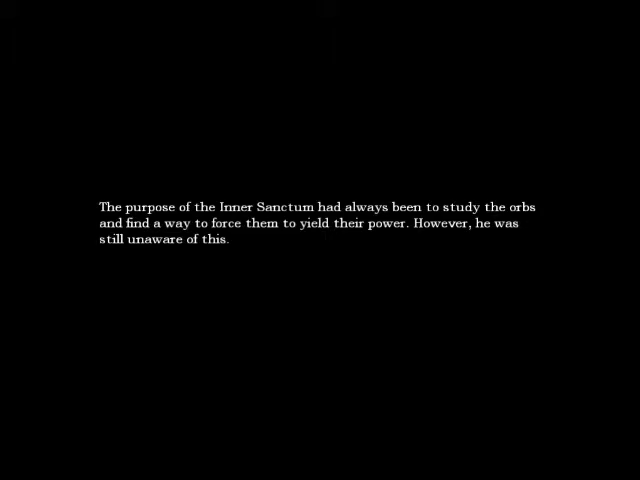 The purpose of the Inner Sanctum had always been to study the orbs
and find a way to force them to yield their power. However, he was
still unaware of this.